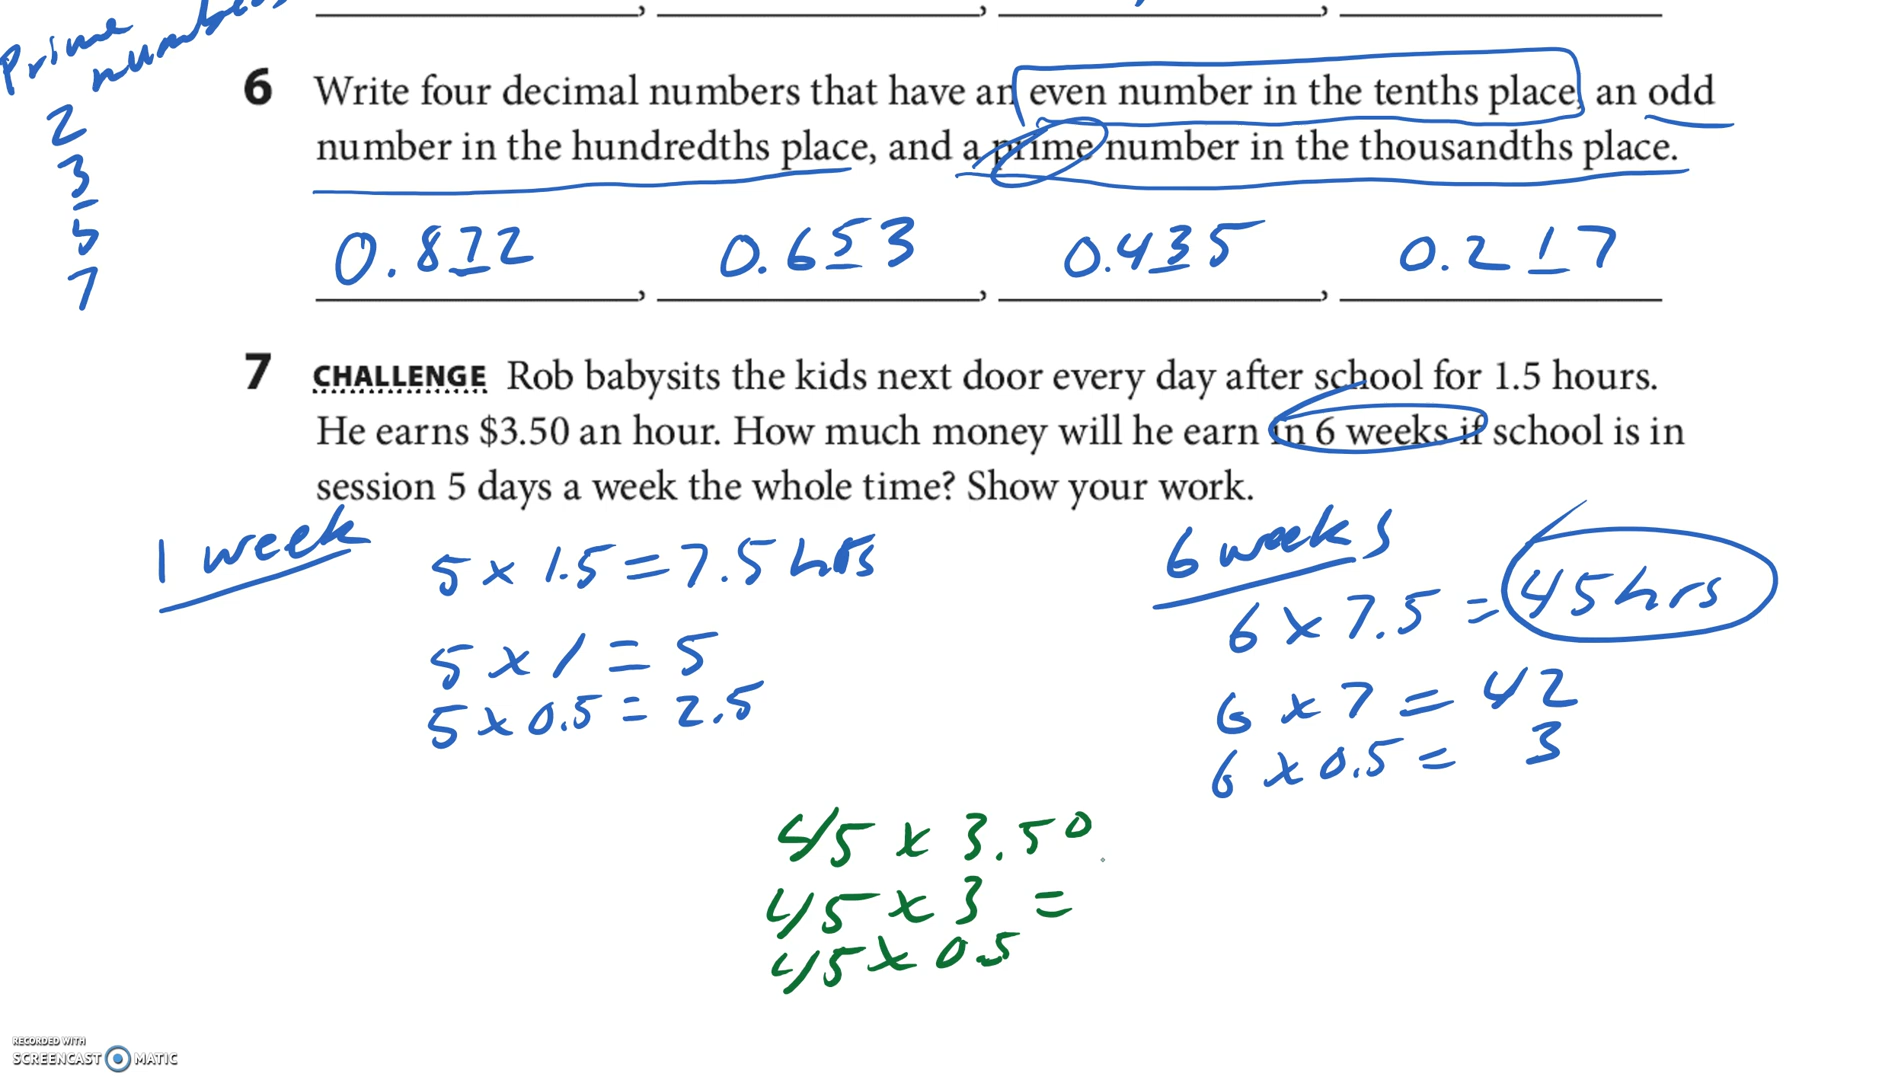 Prime
numbers
2
3
5
7
6 Write four decimal numbers that have an even number in the tenths place, an odd
number in the hundredths place, and a prime number in the thousandths place.
0.872, 0.653, 0.435, 0.217
7 CHALLENGE Rob babysits the kids next door every day after school for 1.5 hours.
He earns $3.50 an hour. How much money will he earn in 6 weeks if school is in
session 5 days a week the whole time? Show your work.
1 week
5 x 1.5 = 7.5 hrs
5 x 1 = 5
5 x 0.5 = 2.5
6 weeks
6 x 7.5 = 45 hrs
6 x 7 = 42
6 x 0.5 = 3
45 x 3.50
45 x 3 =
45 x 0.5
RECORDED WITH
SCREENCAST MATIC